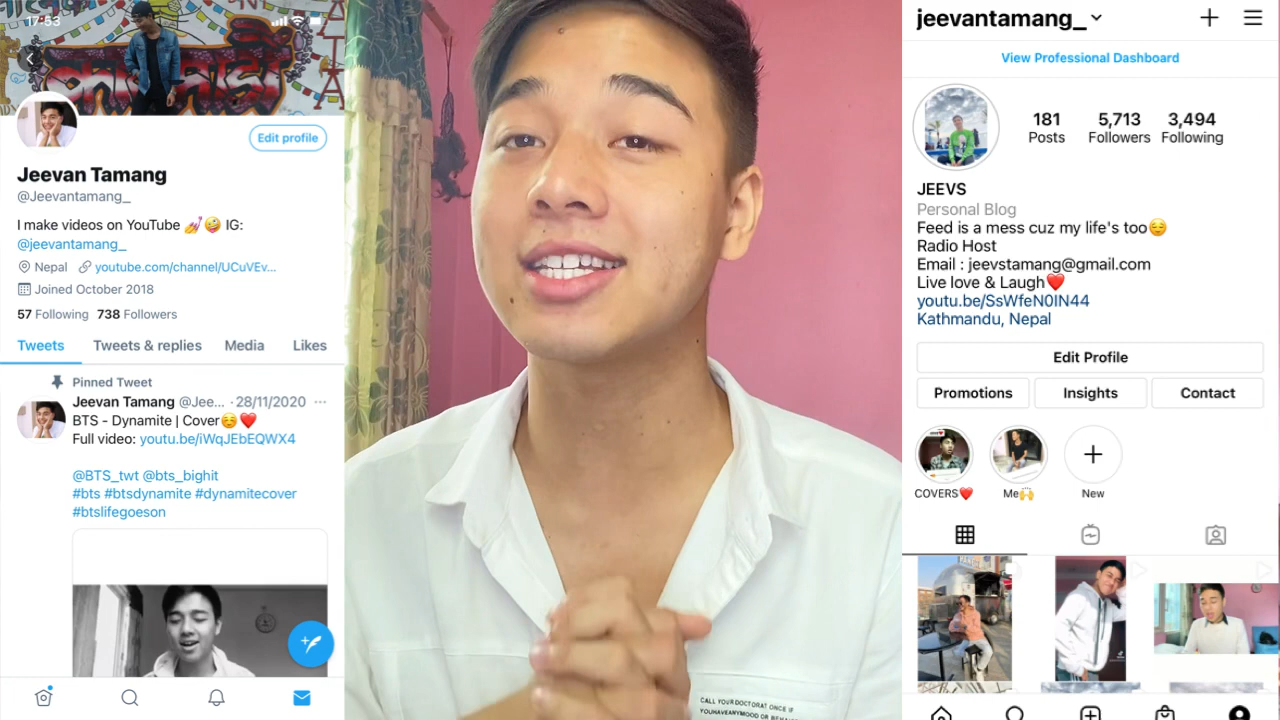 17:53
Edit profile
Jeevan Tamang
@Jeevantamang_
I make videos on YouTube 💅🤪 IG:
@jeevantamang_
Nepal youtube.com/channel/UCuVEv...
Joined October 2018
57 Following 738 Followers
Tweets Tweets & replies Media Likes
Pinned Tweet
Jeevan Tamang @Jee... · 28/11/2020
BTS - Dynamite | Cover😌❤️
Full video: youtu.be/iWqJEbEQWX4
@BTS_twt @bts_bighit
#bts #btsdynamite #dynamitecover
#btslifegoeson
CALL YOUR DOCTORAT ONCE IF
YOUHAVEANYMOOD OR
jeevantamang_
View Professional Dashboard
181 5,713 3,494
Posts Followers Following
JEEVS
Personal Blog
Feed is a mess cuz my life's too😌
Radio Host
Email : jeevstamang@gmail.com
Live love & Laugh❤️
youtu.be/SsWfeN0lN44
Kathmandu, Nepal
Edit Profile
Promotions Insights Contact
COVERS❤️ Me🙌 New